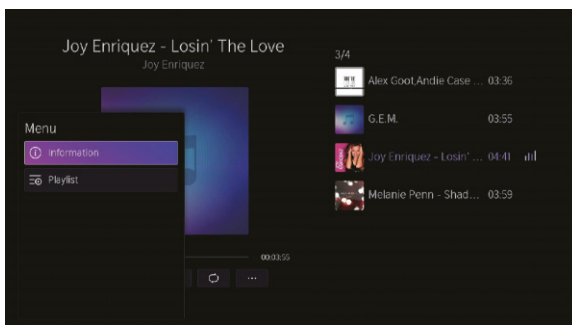 Joy Enriquez - Losin' The Love
Joy Enriquez
3/4
Alex Goot,Andie Case ... 03:36
G.E.M. 03:55
Joy Enriquez - Losin' ... 04:41
Melanie Penn - Shad... 03:59
Menu
Information
Playlist
00:03:55